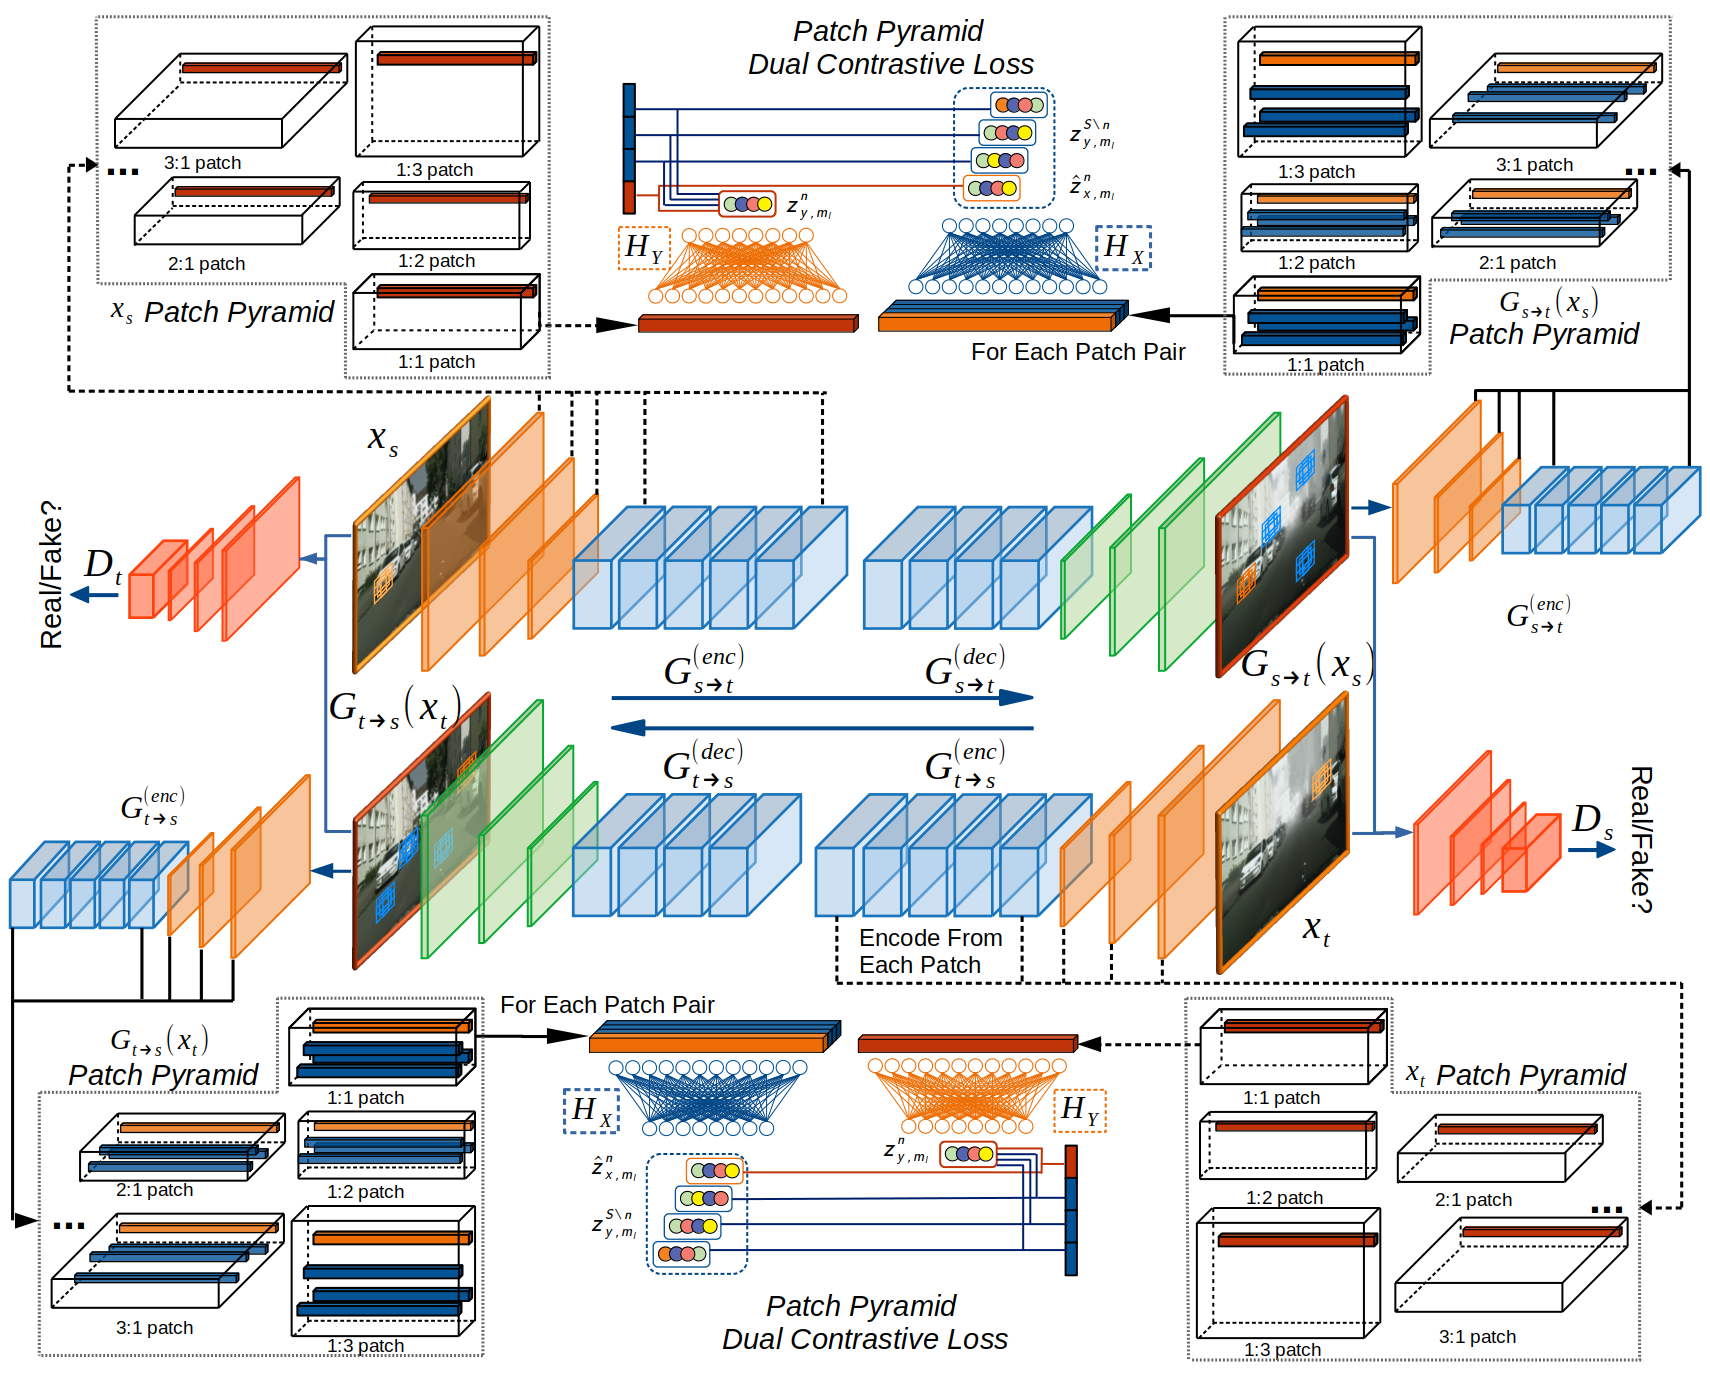 Patch Pyramid
Dual Contrastive Loss
3:1 patch
1:3 patch
...
2:1 patch
1:2 patch
x_s Patch Pyramid
1:1 patch
z_{y,m_l}^{S\n}
ẑ_{x,m_l}^n
z_{y,m_l}^n
H_Y
H_X
For Each Patch Pair
1:3 patch
3:1 patch
...
1:2 patch
2:1 patch
G_{s→t}(x_s)
Patch Pyramid
1:1 patch
x_s
Real/Fake?
D_t
G_{s→t}^{(enc)}
G_{s→t}^{(dec)}
G_{s→t}(x_s)
G_{s→t}^{(enc)}
G_{t→s}(x_t)
G_{t→s}^{(dec)}
G_{t→s}^{(enc)}
G_{t→s}^{(enc)}
D_s
Real/Fake?
x_t
Encode From
Each Patch
For Each Patch Pair
G_{t→s}(x_t)
Patch Pyramid
1:1 patch
2:1 patch
1:2 patch
...
3:1 patch
1:3 patch
H_X
H_Y
z_{y,m_l}^n
ẑ_{x,m_l}^n
z_{y,m_l}^{S\n}
Patch Pyramid
Dual Contrastive Loss
1:1 patch
x_t Patch Pyramid
1:2 patch
2:1 patch
...
1:3 patch
3:1 patch